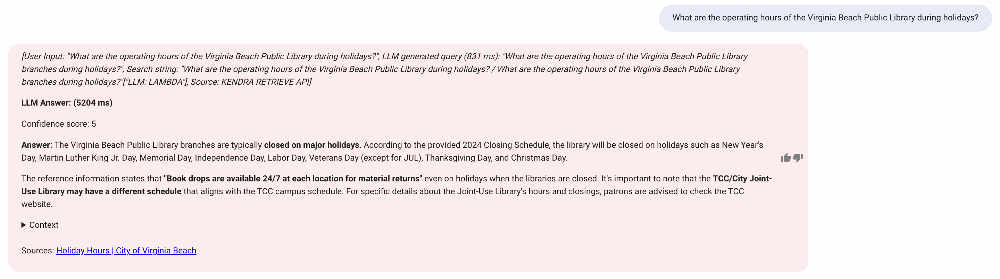 What are the operating hours of the Virginia Beach Public Library during holidays?
[User Input: "What are the operating hours of the Virginia Beach Public Library during holidays?", LLM generated query (831 ms): "What are the operating hours of the Virginia Beach Public Library
branches during holidays?", Search string: "What are the operating hours of the Virginia Beach Public Library during holidays? / What are the operating hours of the Virginia Beach Public Library
branches during holidays?"["LLM: LAMBDA"], Source: KENDRA RETRIEVE API]
LLM Answer: (5204 ms)
Confidence score: 5
Answer: The Virginia Beach Public Library branches are typically closed on major holidays. According to the provided 2024 Closing Schedule, the library will be closed on holidays such as New Year's
Day, Martin Luther King Jr. Day, Memorial Day, Independence Day, Labor Day, Veterans Day (except for JUL), Thanksgiving Day, and Christmas Day.
The reference information states that "Book drops are available 24/7 at each location for material returns" even on holidays when the libraries are closed. It's important to note that the TCC/City Joint-
Use Library may have a different schedule that aligns with the TCC campus schedule. For specific details about the Joint-Use Library's hours and closings, patrons are advised to check the TCC
website.
Context
Sources: Holiday Hours | City of Virginia Beach